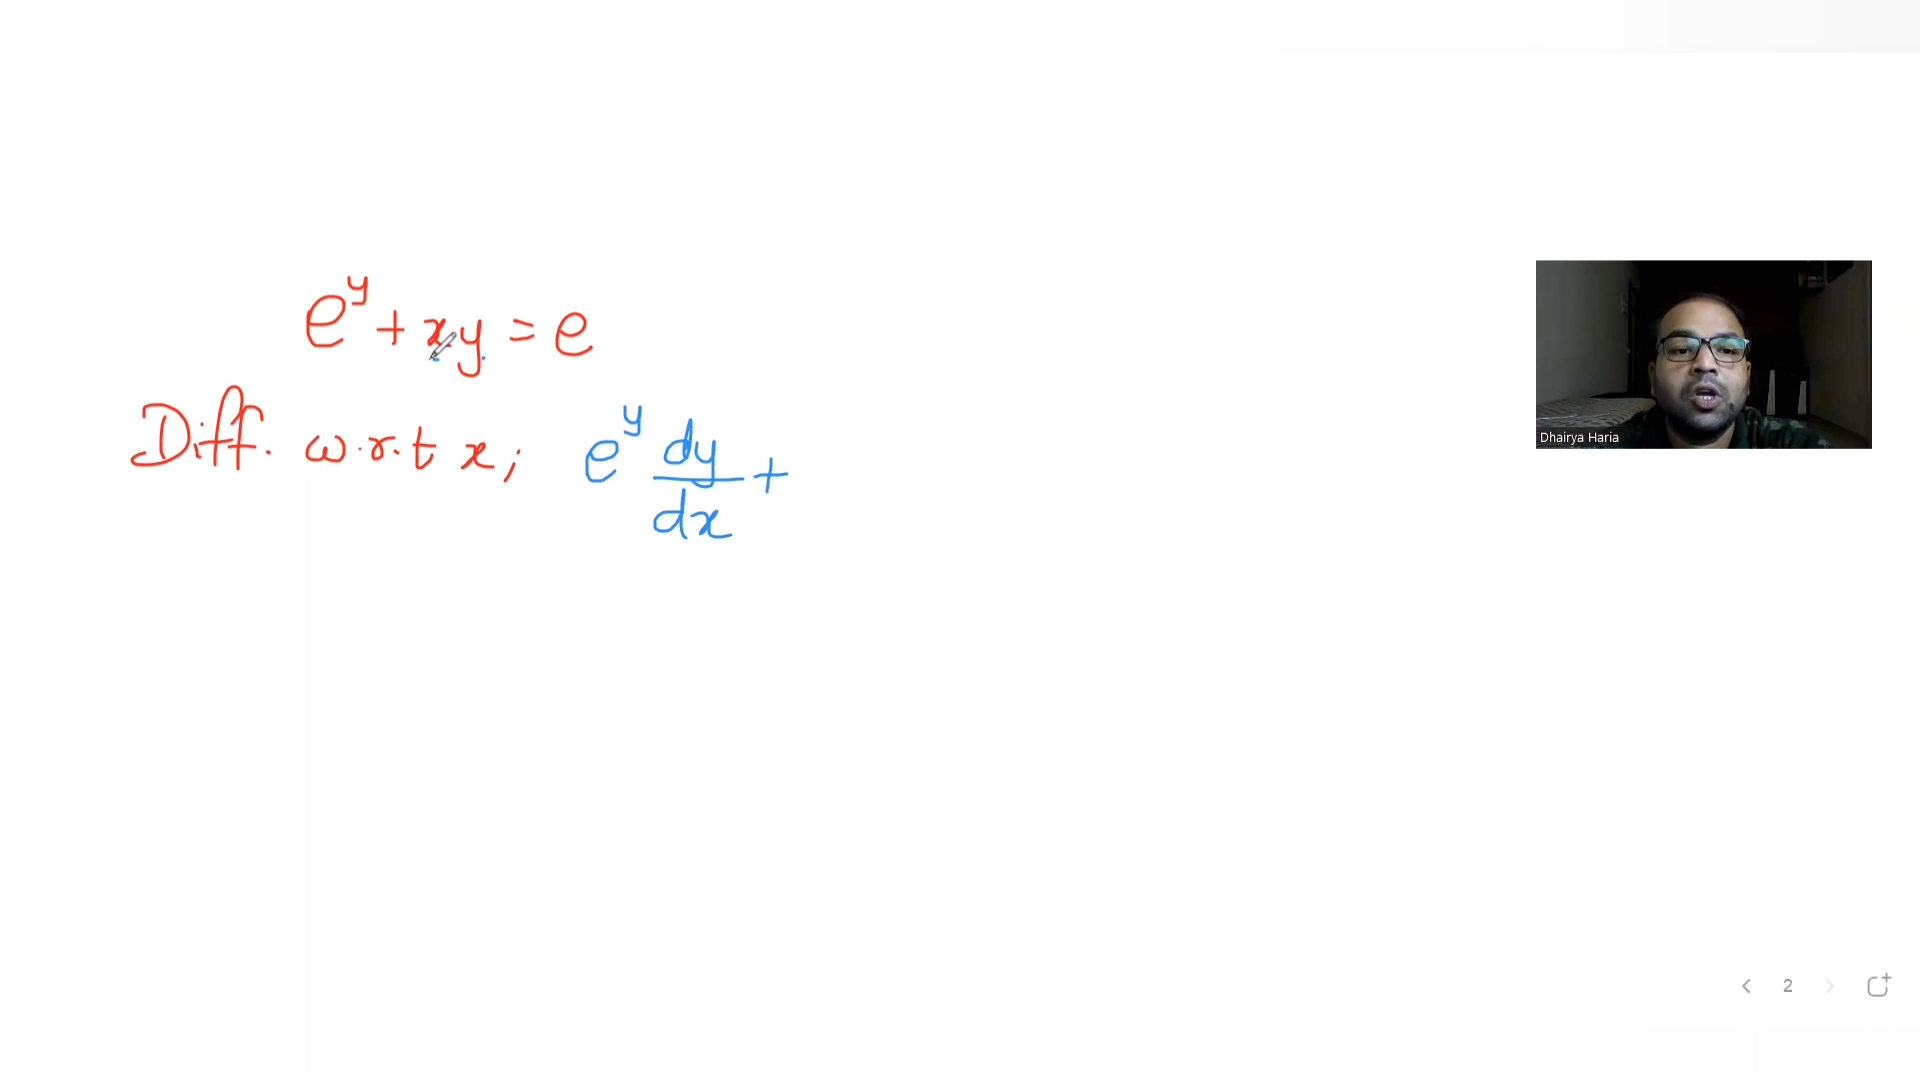 e^y + xy = e
Diff. w.r.t x; e^y dy/dx +
Dhairya Haria
2